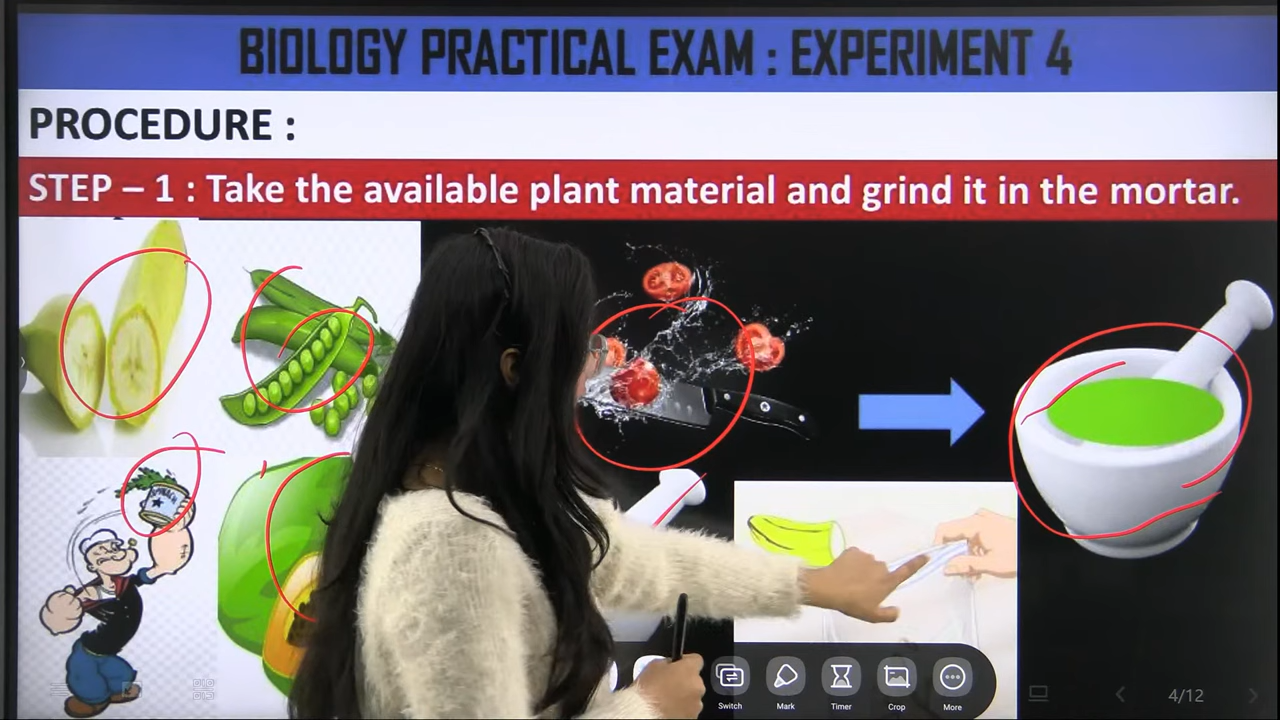 BIOLOGY PRACTICAL EXAM : EXPERIMENT 4
PROCEDURE :
STEP – 1 : Take the available plant material and grind it in the mortar.
SPINACH
Switch
Mark
Timer
Crop
More
4/12